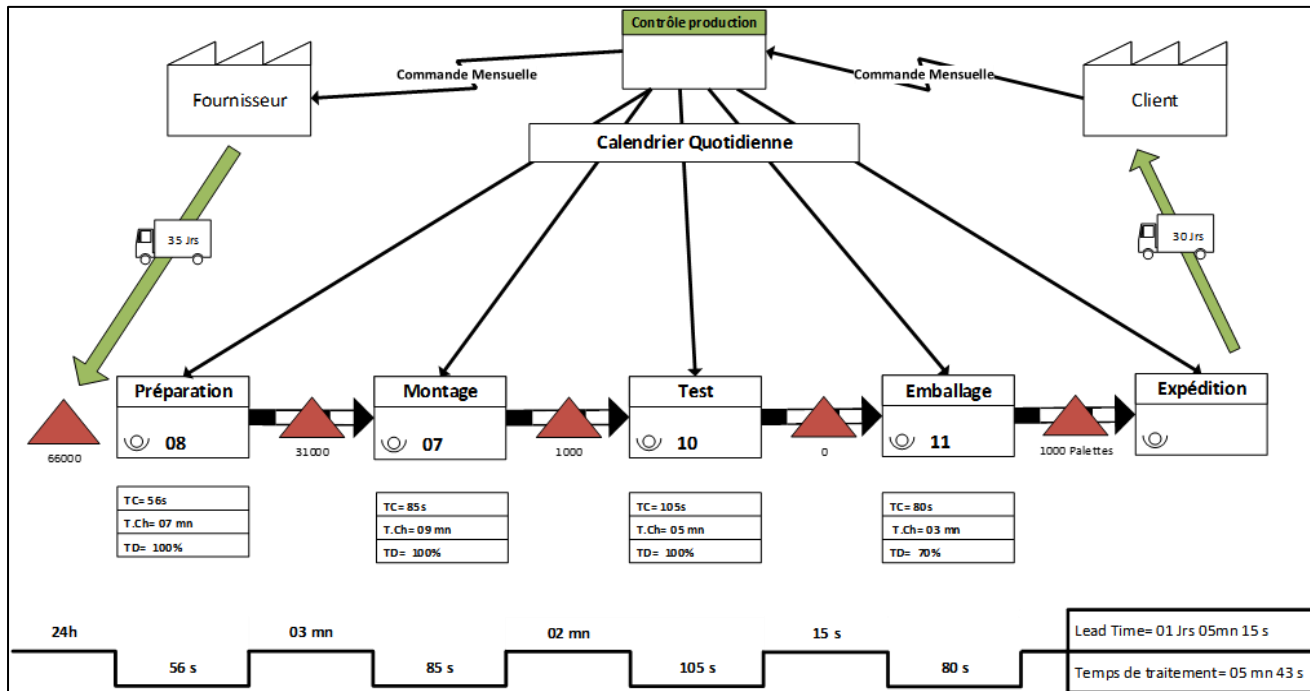 Contrôle production
Commande Mensuelle
Commande Mensuelle
Fournisseur
Client
Calendrier Quotidienne
35 Jrs
30 Jrs
Préparation
Montage
Test
Emballage
Expédition
08
07
10
11
66000
31000
1000
0
1000 Palettes
TC= 56s
T.Ch= 07 mn
TD= 100%
TC= 85s
T.Ch= 09 mn
TD= 100%
TC= 105s
T.Ch= 05 mn
TD= 100%
TC= 80s
T.Ch= 03 mn
TD= 70%
24h
03 mn
02 mn
15 s
Lead Time= 01 Jrs 05mn 15 s
56 s
85 s
105 s
80 s
Temps de traitement= 05 mn 43 s